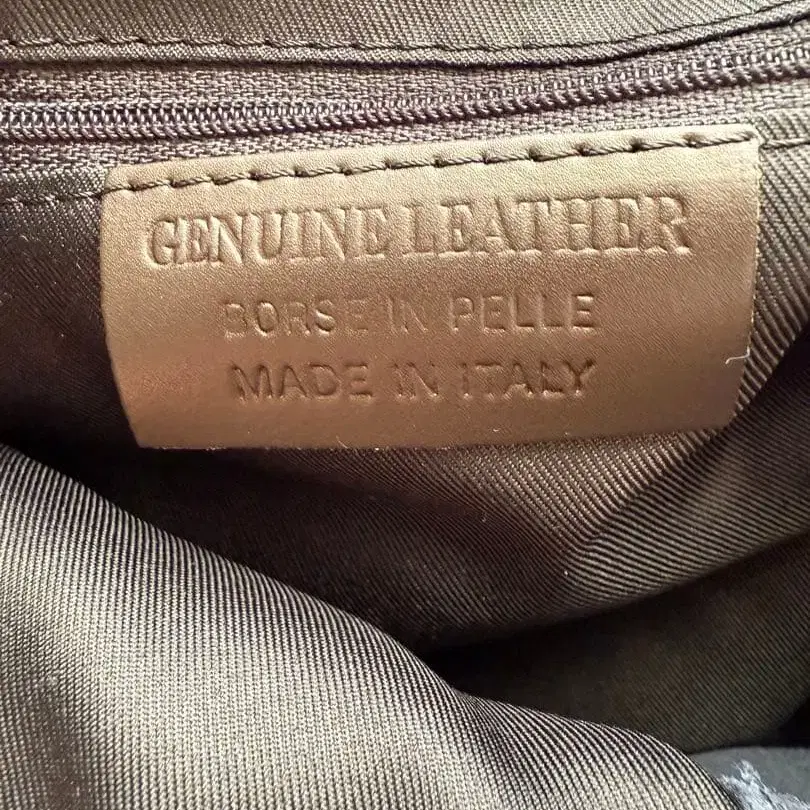 GENUINE LEATHER
BORSE IN PELLE
MADE IN ITALY